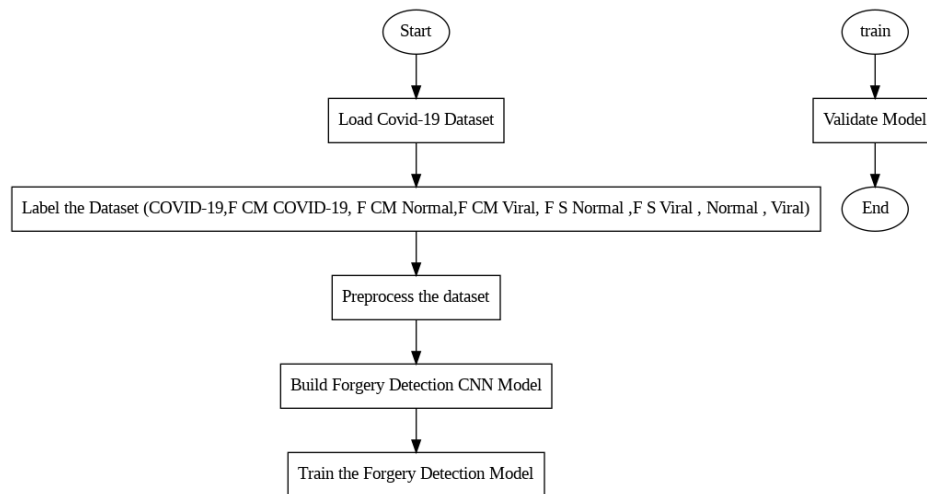 Start
Load Covid-19 Dataset
Label the Dataset (COVID-19,F CM COVID-19, F CM Normal,F CM Viral, F S Normal ,F S Viral , Normal , Viral)
Preprocess the dataset
Build Forgery Detection CNN Model
Train the Forgery Detection Model
train
Validate Model
End